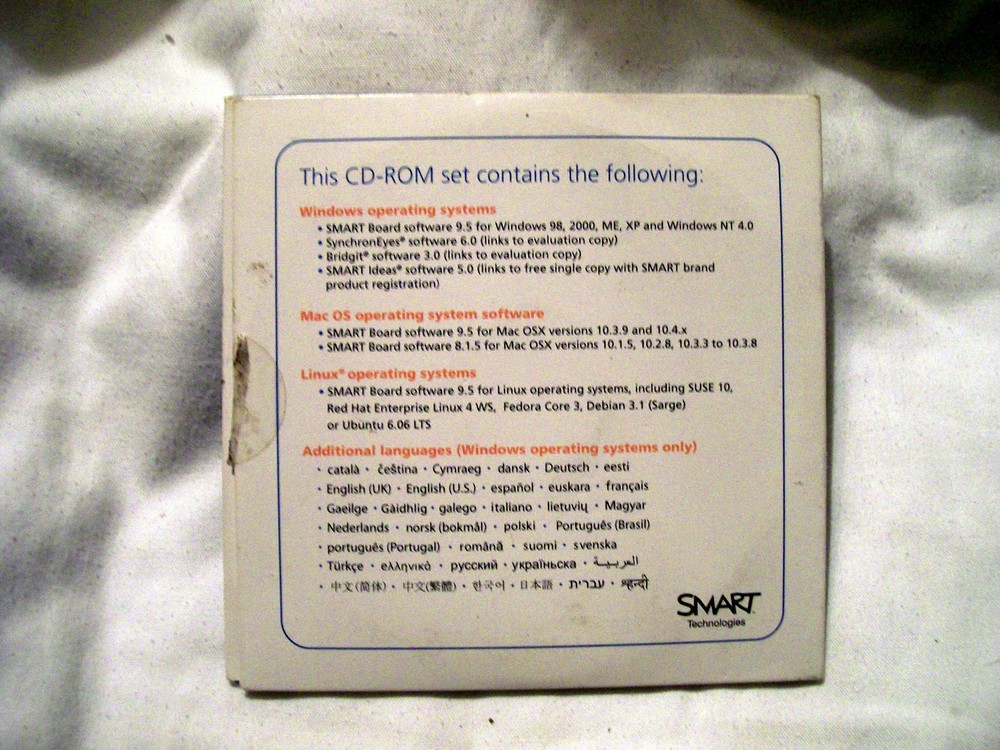 This CD-ROM set contains the following:
Windows operating systems
• SMART Board software 9.5 for Windows 98, 2000, ME, XP and Windows NT 4.0
• SynchronEyes® software 6.0 (links to evaluation copy)
• Bridgit® software 3.0 (links to evaluation copy)
• SMART Ideas® software 5.0 (links to free single copy with SMART brand
product registration)
Mac OS operating system software
• SMART Board software 9.5 for Mac OSX versions 10.3.9 and 10.4.x
• SMART Board software 8.1.5 for Mac OSX versions 10.1.5, 10.2.8, 10.3.3 to 10.3.8
Linux® operating systems
• SMART Board software 9.5 for Linux operating systems, including SUSE 10,
Red Hat Enterprise Linux 4 WS, Fedora Core 3, Debian 3.1 (Sarge)
or Ubuntu 6.06 LTS
Additional languages (Windows operating systems only)
• català • čeština • Cymraeg • dansk • Deutsch • eesti
• English (UK) • English (U.S.) • español • euskara • français
• Gaeilge • Gàidhlig • galego • italiano • lietuvių • Magyar
• Nederlands • norsk (bokmål) • polski • Português (Brasil)
• português (Portugal) • română • suomi • svenska
• Türkçe • ελληνικά • русский • українська • العربية
• 中文(简体) • 中文(繁體) • 한국어 • 日本語 • עברית • हिन्दी
SMART
Technologies